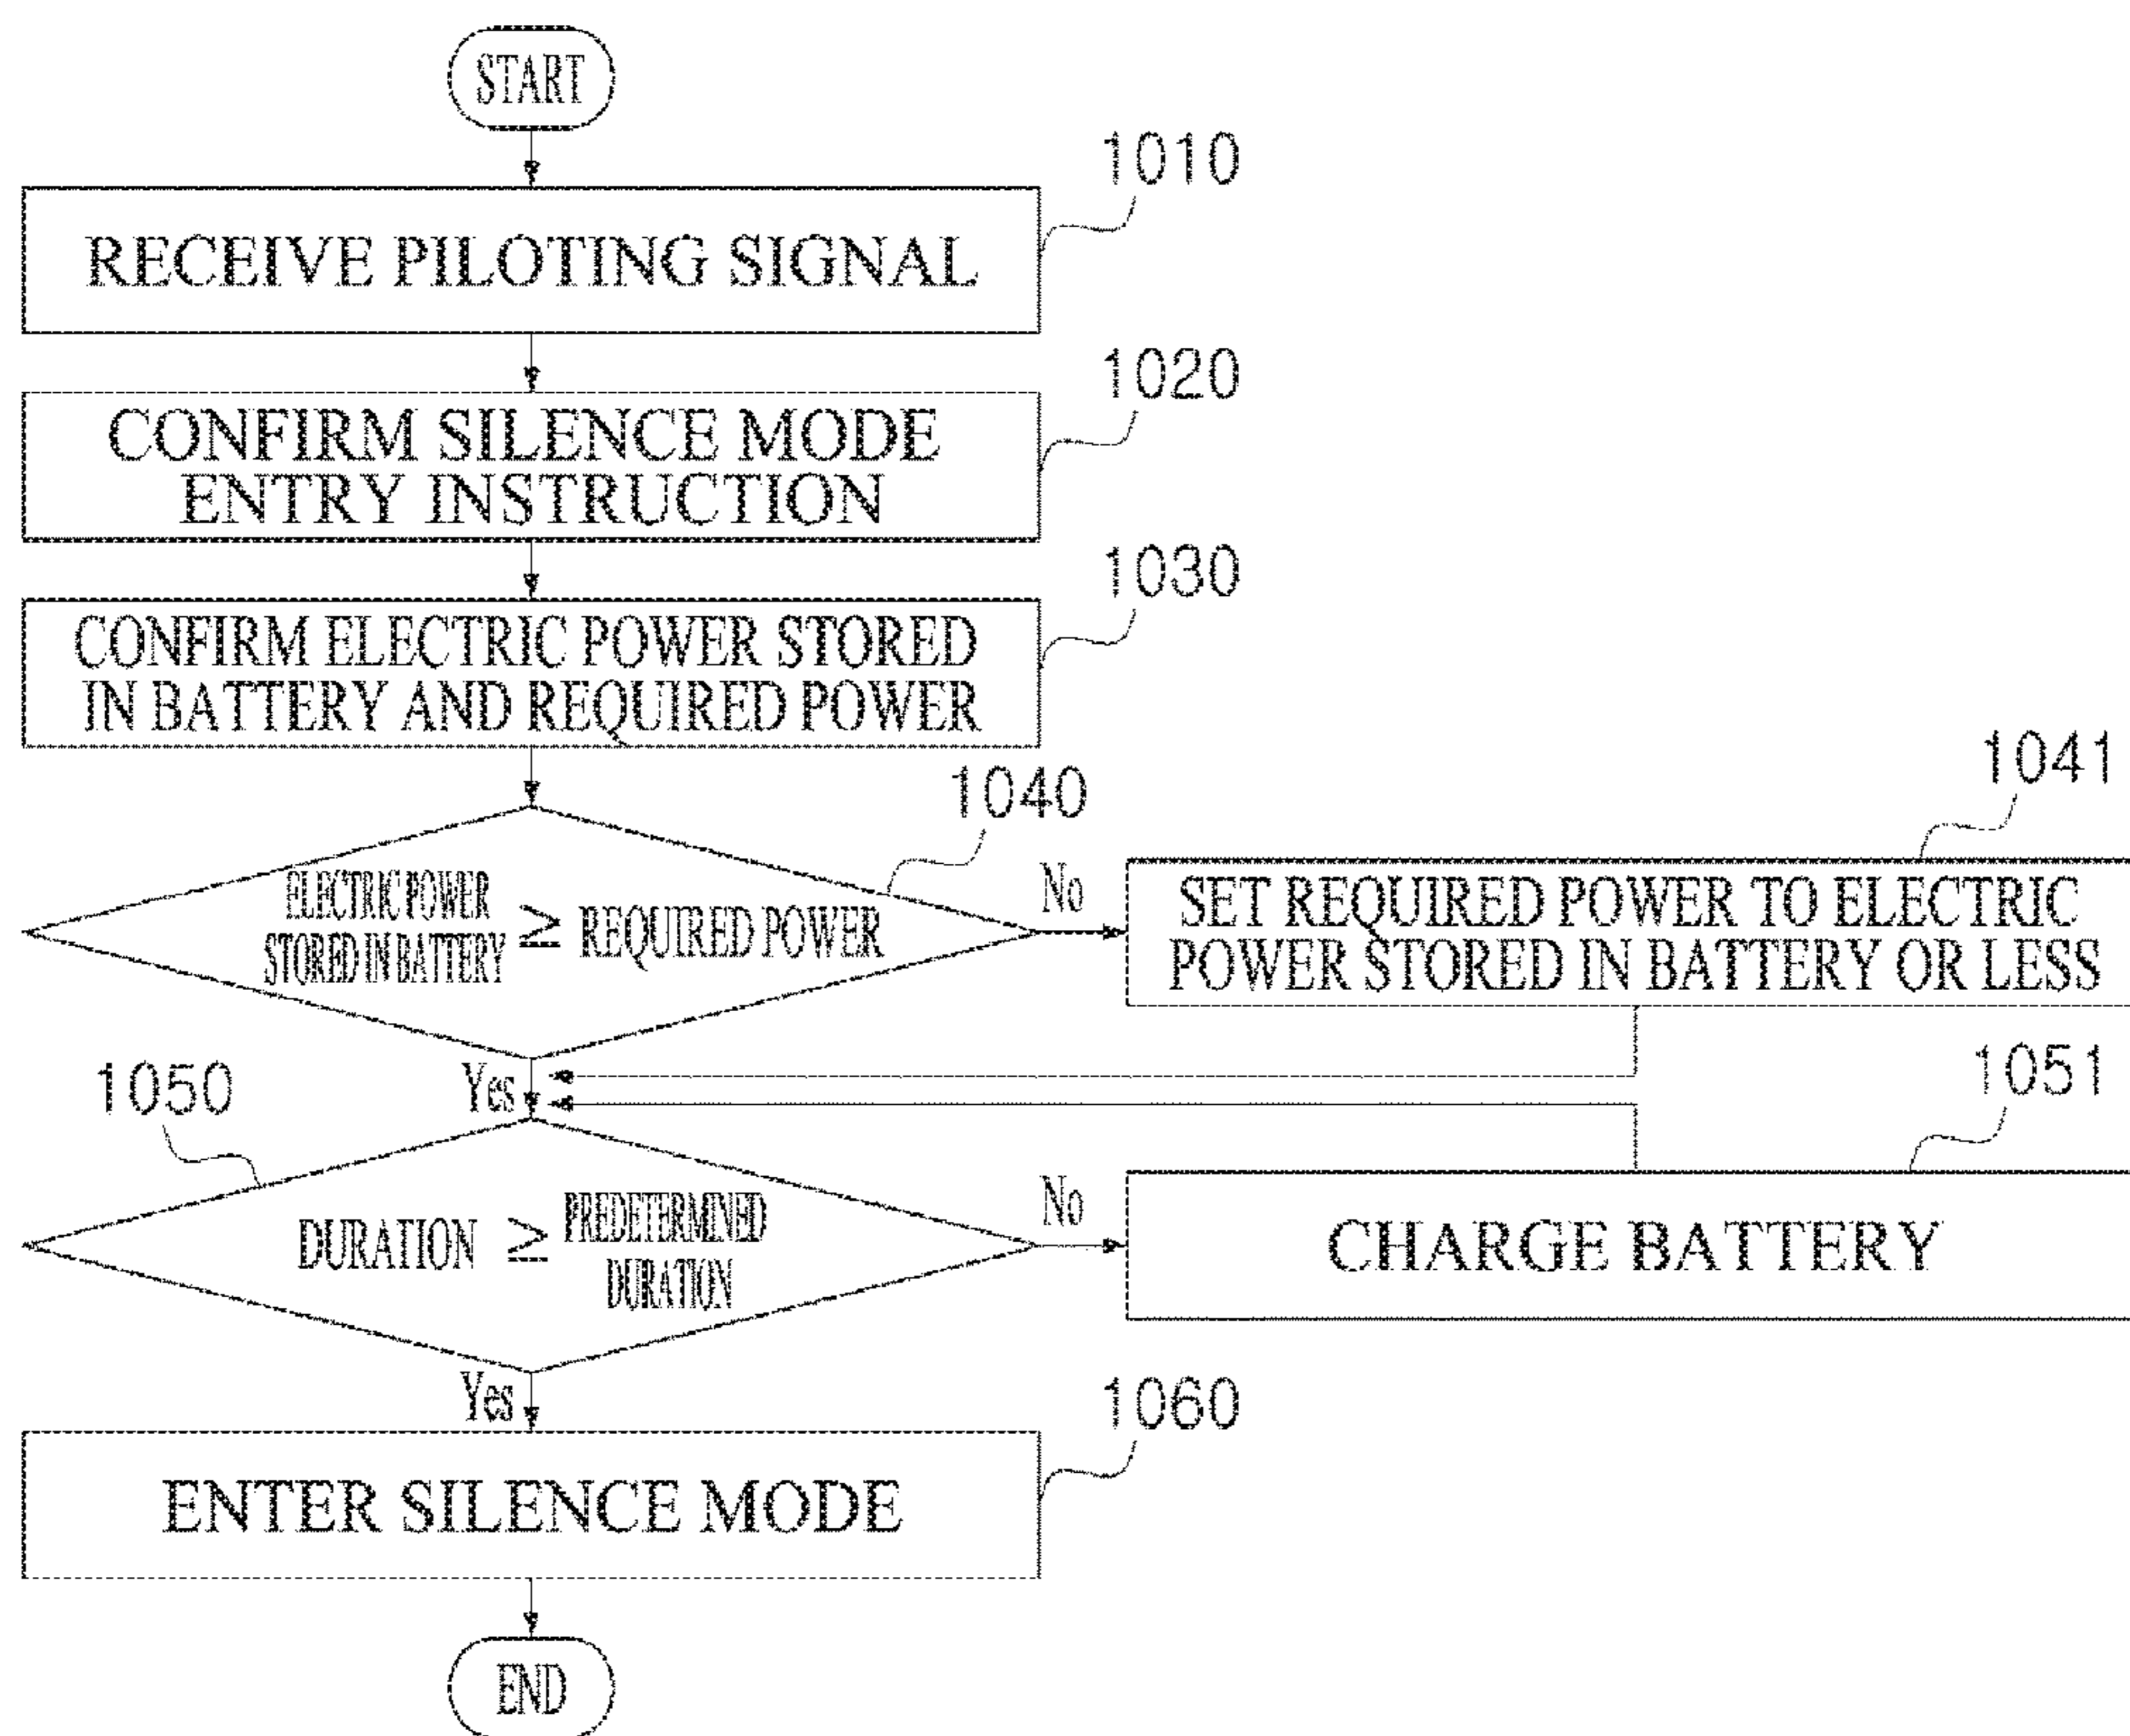 START
1010
RECEIVE PILOTING SIGNAL
1020
CONFIRM SILENCE MODE
ENTRY INSTRUCTION
1030
CONFIRM ELECTRIC POWER STORED
IN BATTERY AND REQUIRED POWER
1040
ELECTRIC POWER
STORED IN BATTERY
≥ REQUIRED POWER
No
1041
SET REQUIRED POWER TO ELECTRIC
POWER STORED IN BATTERY OR LESS
Yes
1050
DURATION ≥
PREDETERMINED
DURATION
No
1051
CHARGE BATTERY
Yes
1060
ENTER SILENCE MODE
END